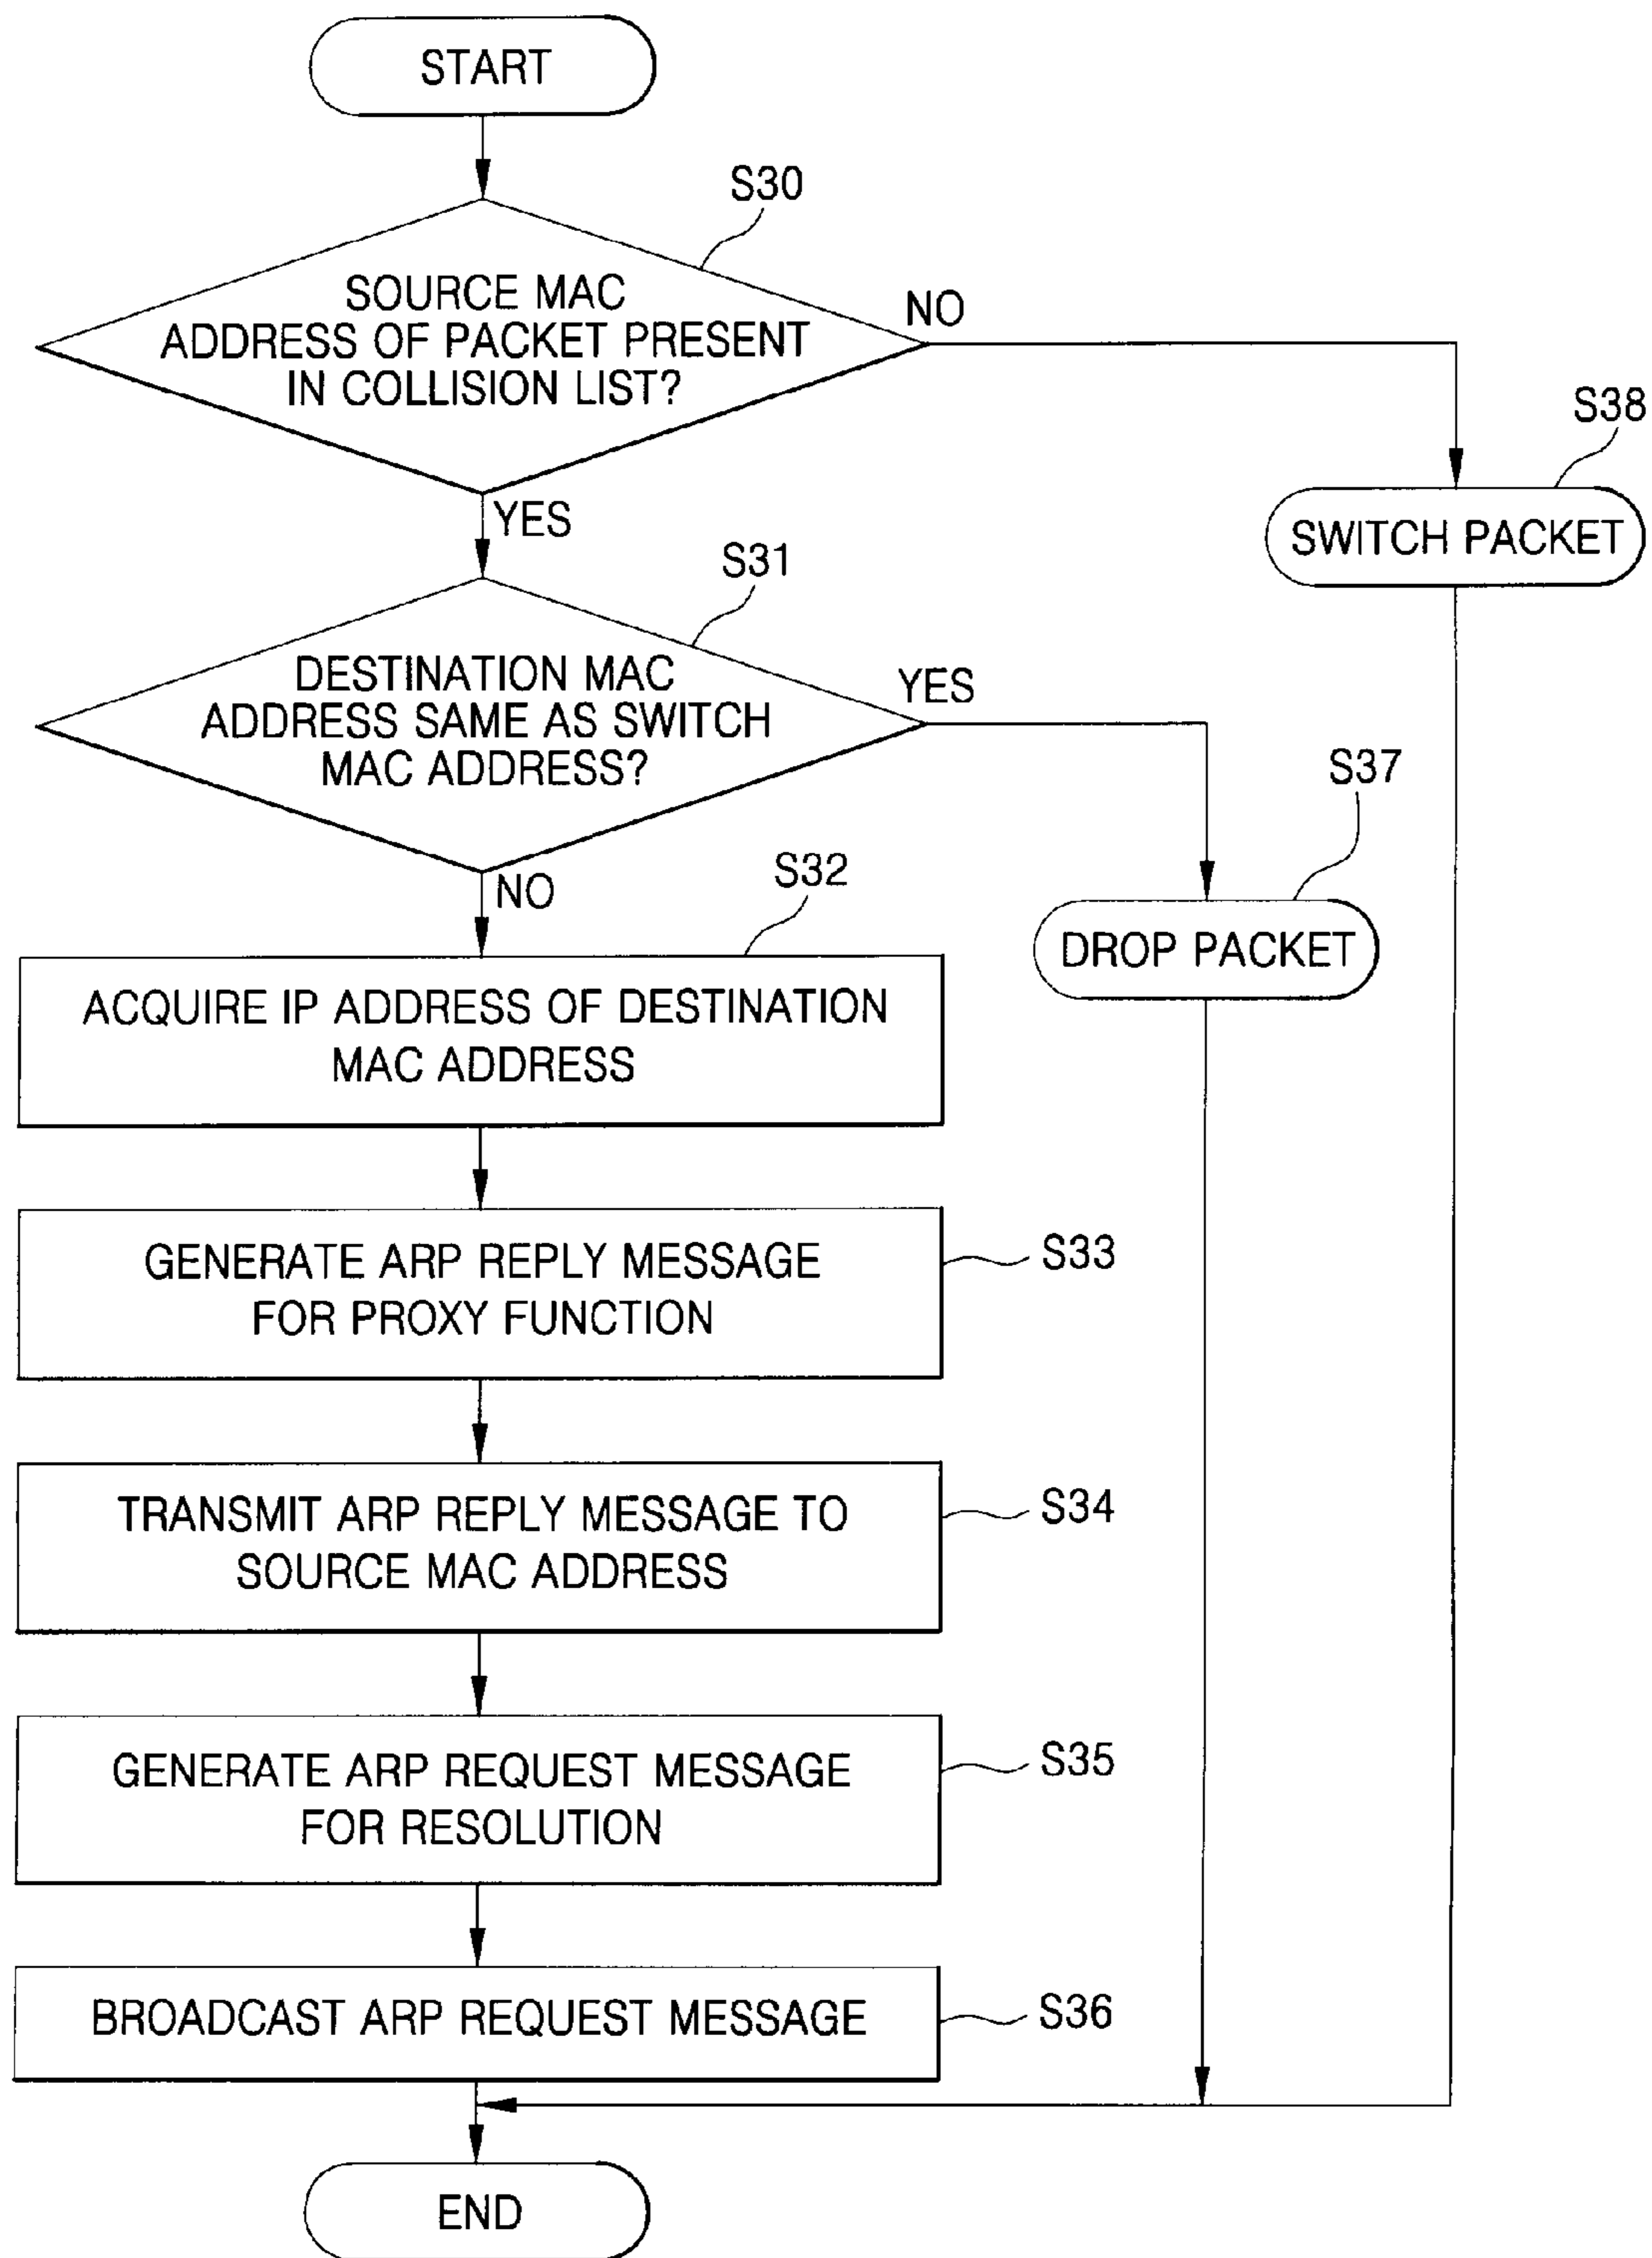 START
S30
SOURCE MAC
ADDRESS OF PACKET PRESENT
IN COLLISION LIST?
NO
YES
S38
SWITCH PACKET
S31
DESTINATION MAC
ADDRESS SAME AS SWITCH
MAC ADDRESS?
YES
NO
S37
DROP PACKET
S32
ACQUIRE IP ADDRESS OF DESTINATION
MAC ADDRESS
GENERATE ARP REPLY MESSAGE
FOR PROXY FUNCTION
S33
TRANSMIT ARP REPLY MESSAGE TO
SOURCE MAC ADDRESS
S34
GENERATE ARP REQUEST MESSAGE
FOR RESOLUTION
S35
BROADCAST ARP REQUEST MESSAGE
S36
END